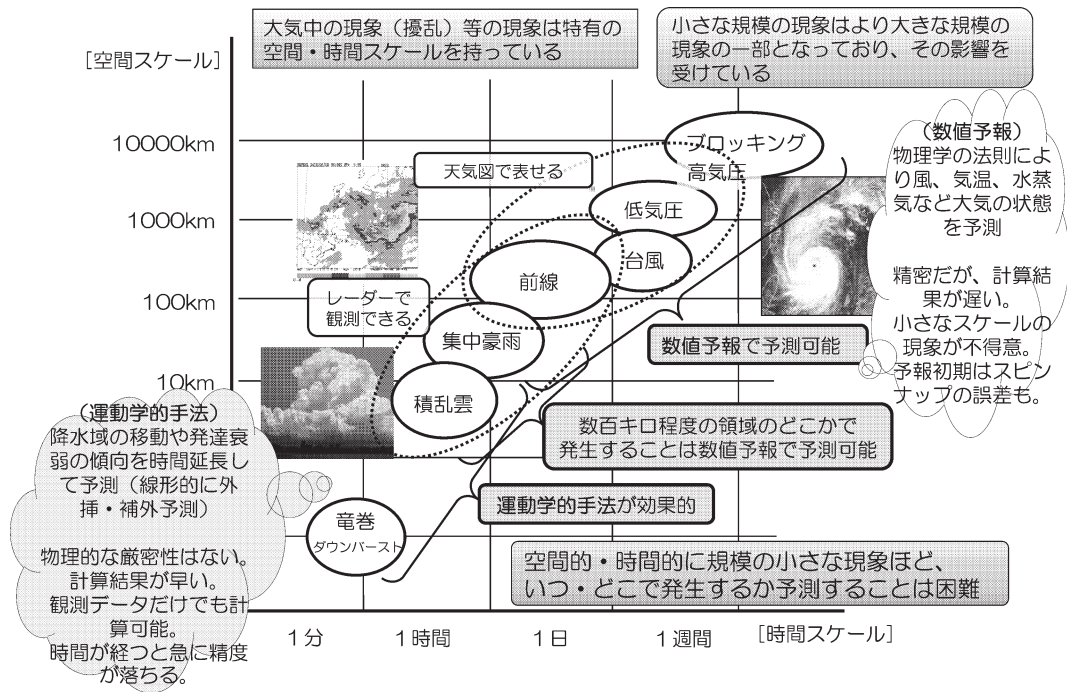 大気中の現象（擾乱）等の現象は特有の
空間・時間スケールを持っている
小さな規模の現象はより大きな規模の
現象の一部となっており、その影響を
受けている
［空間スケール］
10000km
1000km
100km
10km
天気図で表せる
レーダーで
観測できる
ブロッキング
高気圧
低気圧
台風
前線
集中豪雨
積乱雲
竜巻
ダウンバースト
（数値予報）
物理学の法則によ
り風、気温、水蒸
気など大気の状態
を予測
精密だが、計算結
果が遅い。
小さなスケールの
現象が不得意。
予報初期はスピン
ナップの誤差も。
数値予報で予測可能
数百キロ程度の領域のどこかで
発生することは数値予報で予測可能
運動学的手法が効果的
空間的・時間的に規模の小さな現象ほど、
いつ・どこで発生するか予測することは困難
（運動学的手法）
降水域の移動や発達衰
弱の傾向を時間延長し
て予測（線形的に外
挿・補外予測）
物理的な厳密性はない。
計算結果が早い。
観測データだけでも計
算可能。
時間が経つと急に精度
が落ちる。
１分
１時間
１日
１週間
［時間スケール］